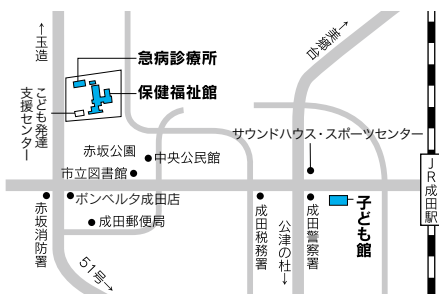 ←玉造
急病診療所
保健福祉館
こども発達
支援センター
→美郷台
赤坂公園
中央公民館
市立図書館
サウンドハウス・スポーツセンター
ボンベルタ成田店
成田郵便局
赤坂消防署
51号→
成田税務署
公津の杜→
成田警察署
子ども館
JR成田駅